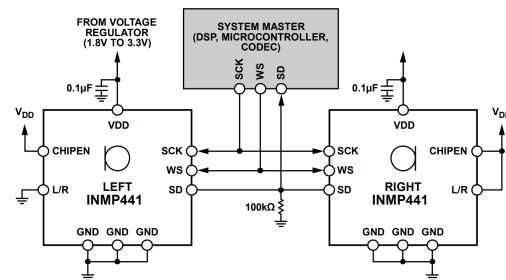 FROM VOLTAGE
REGULATOR
(1.8V TO 3.3V)
SYSTEM MASTER
(DSP, MICROCONTROLLER,
CODEC)
SCK
WS
SD
0.1µF
0.1µF
VDD
VDD
VDD
CHIPEN
L/R
LEFT
INMP441
SCK
WS
SD
GND GND GND
100kΩ
SCK
WS
SD
RIGHT
INMP441
CHIPEN
L/R
GND GND GND